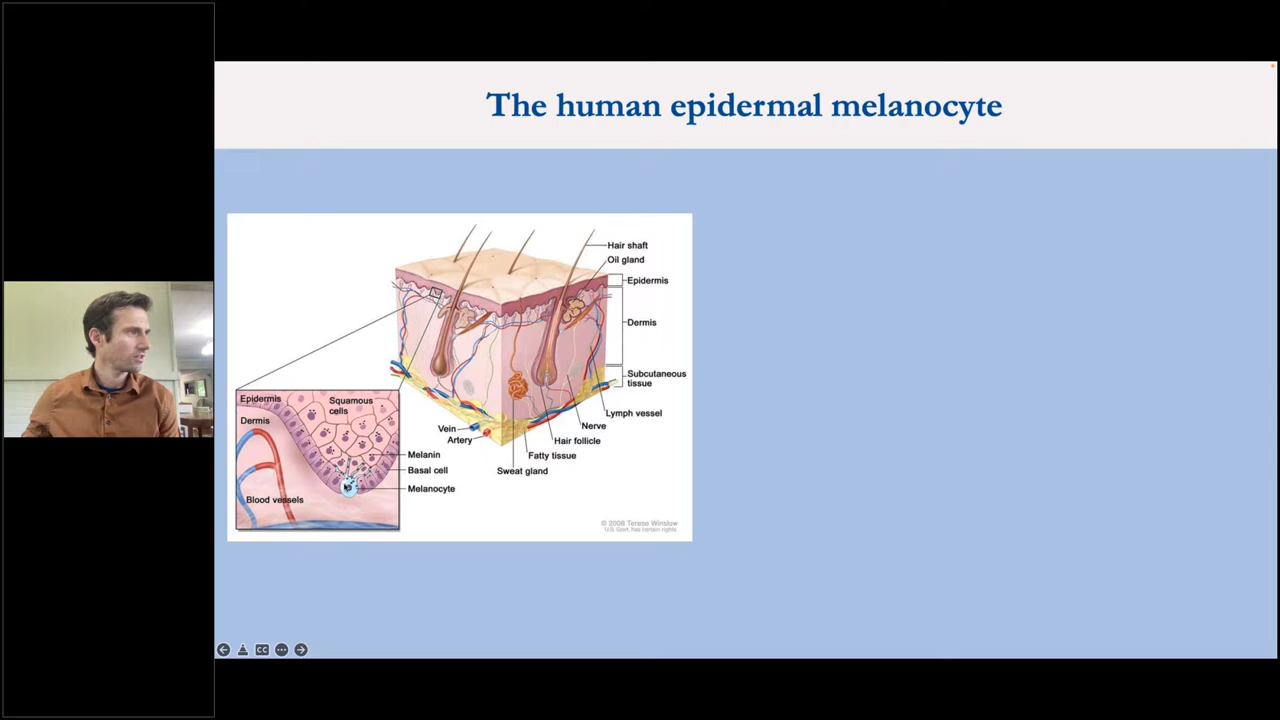 The human epidermal melanocyte
Hair shaft
Oil gland
Epidermis
Dermis
Subcutaneous
tissue
Lymph vessel
Nerve
Hair follicle
Fatty tissue
Sweat gland
Vein
Artery
Epidermis
Squamous
cells
Dermis
Melanin
Basal cell
Melanocyte
Blood vessels
© 2008 Terese Winslow
U.S. Govt. has certain rights
CC